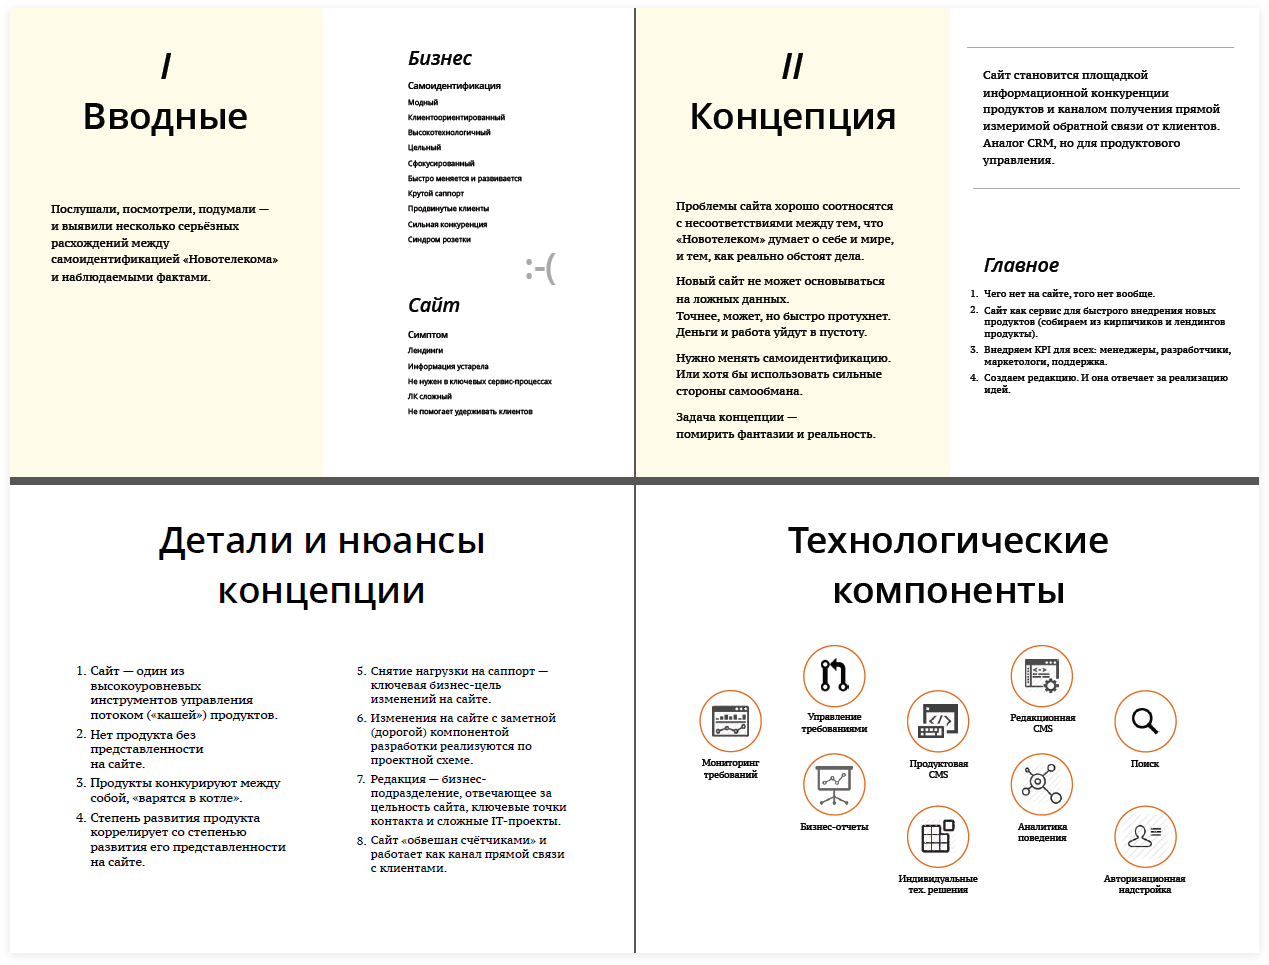 I
Вводные
Послушали, посмотрели, подумали —
и выявили несколько серьёзных
расхождений между
самоидентификацией «Новотелекома»
и наблюдаемыми фактами.
Бизнес
Самоидентификация
Модный
Клиентоориентированный
Высокотехнологичный
Цельный
Сфокусированный
Быстро меняется и развивается
Крутой саппорт
Продвинутые клиенты
Сильная конкуренция
Синдром розетки
:-(
Сайт
Симптом
Лендинги
Информация устарела
Не нужен в ключевых сервис-процессах
ЛК сложный
Не помогает удерживать клиентов
II
Концепция
Проблемы сайта хорошо соотносятся
с несоответствиями между тем, что
«Новотелеком» думает о себе и мире,
и тем, как реально обстоят дела.
Новый сайт не может основываться
на ложных данных.
Точнее, может, но быстро протухнет.
Деньги и работа уйдут в пустоту.
Нужно менять самоидентификацию.
Или хотя бы использовать сильные
стороны самообмана.
Задача концепции —
помирить фантазии и реальность.
Сайт становится площадкой
информационной конкуренции
продуктов и каналом получения прямой
измеримой обратной связи от клиентов.
Аналог CRM, но для продуктового
управления.
Главное
1. Чего нет на сайте, того нет вообще.
2. Сайт как сервис для быстрого внедрения новых
продуктов (собираем из кирпичиков и лендингов
продукты).
3. Внедряем KPI для всех: менеджеры, разработчики,
маркетологи, поддержка.
4. Создаем редакцию. И она отвечает за реализацию
идей.
Детали и нюансы
концепции
1. Сайт — один из
высокоуровневых
инструментов управления
потоком («кашей») продуктов.
2. Нет продукта без
представленности
на сайте.
3. Продукты конкурируют между
собой, «варятся в котле».
4. Степень развития продукта
коррелирует со степенью
развития его представленности
на сайте.
5. Снятие нагрузки на саппорт —
ключевая бизнес-цель
изменений на сайте.
6. Изменения на сайте с заметной
(дорогой) компонентой
разработки реализуются по
проектной схеме.
7. Редакция — бизнес-
подразделение, отвечающее за
цельность сайта, ключевые точки
контакта и сложные IT-проекты.
8. Сайт «обвешан счётчиками» и
работает как канал прямой связи
с клиентами.
Технологические
компоненты
Мониторинг
требований
Управление
требованиями
Бизнес-отчеты
Продуктовая
CMS
Индивидуальные
тех. решения
Редакционная
CMS
Аналитика
поведения
Поиск
Авторизационная
надстройка